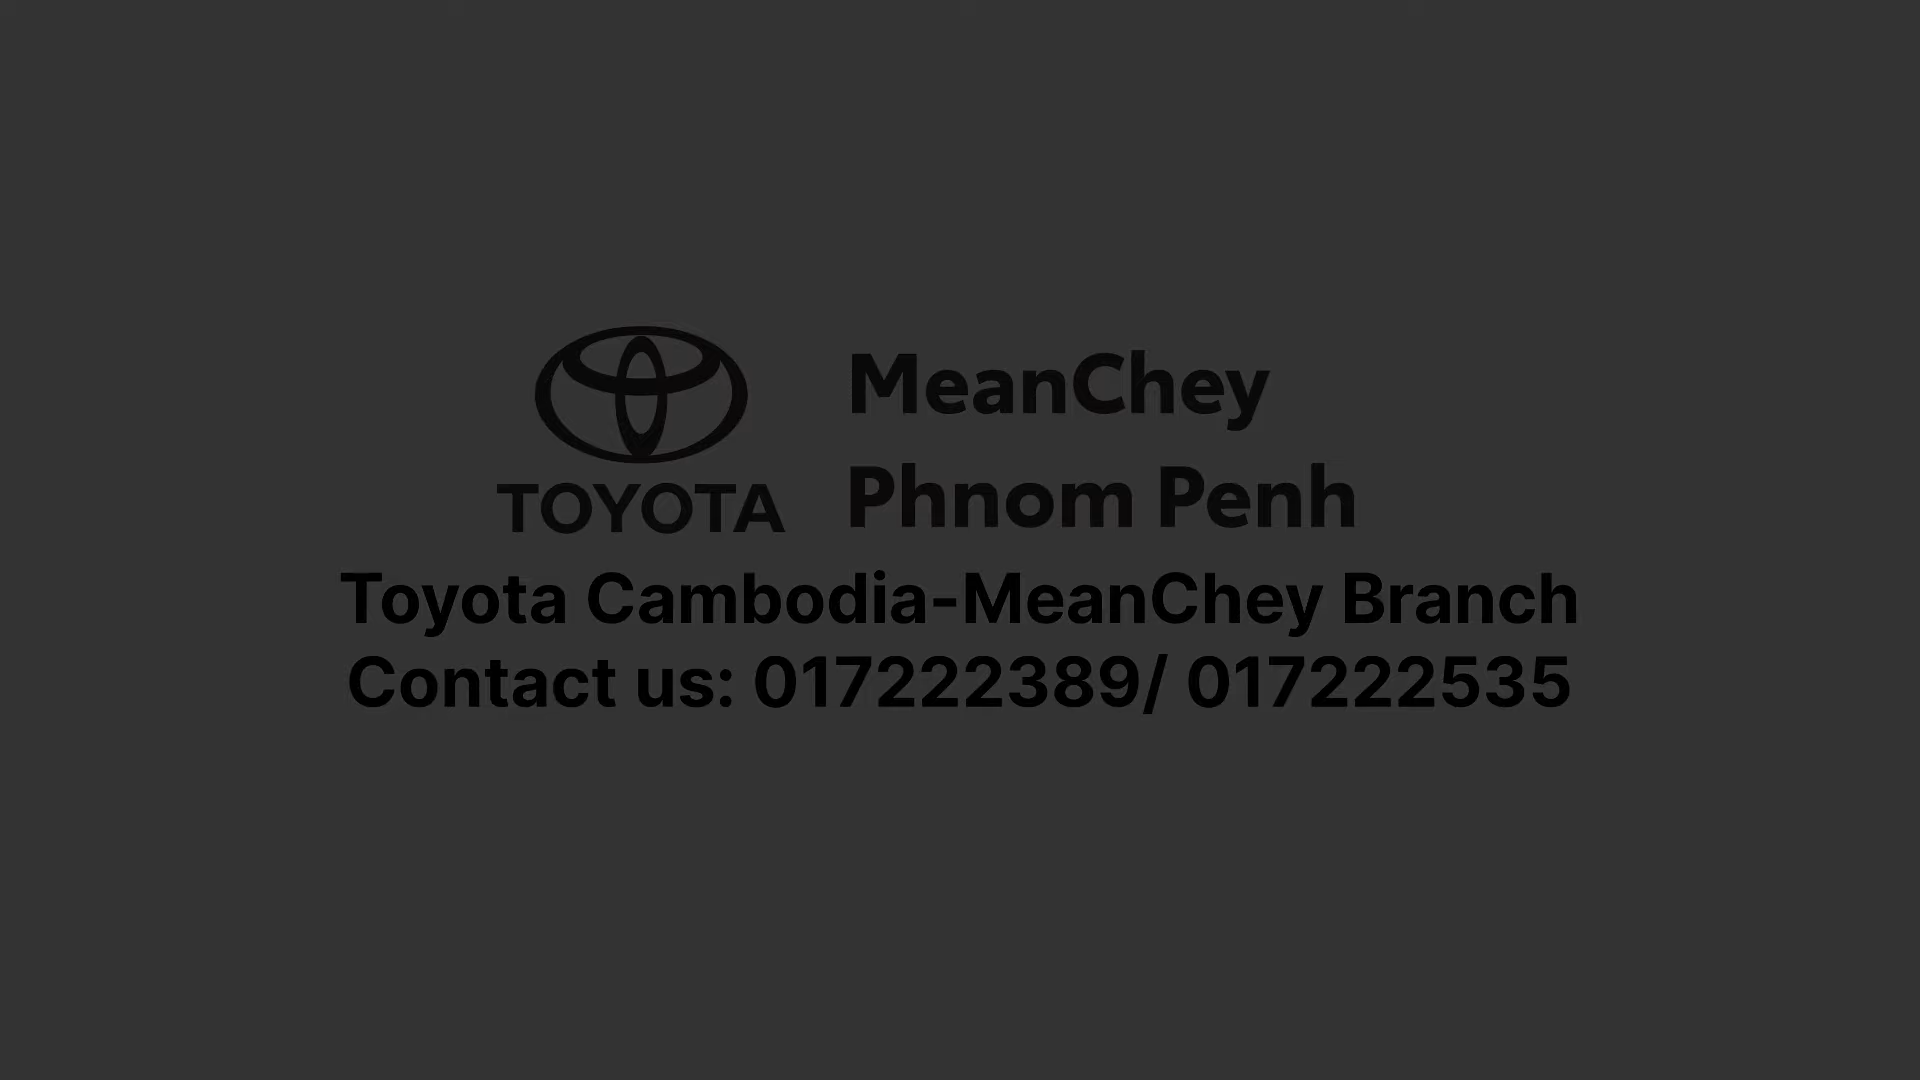 MeanChey
Phnom Penh
TOYOTA
Toyota Cambodia-MeanChey Branch
Contact us: 017222389/ 017222535